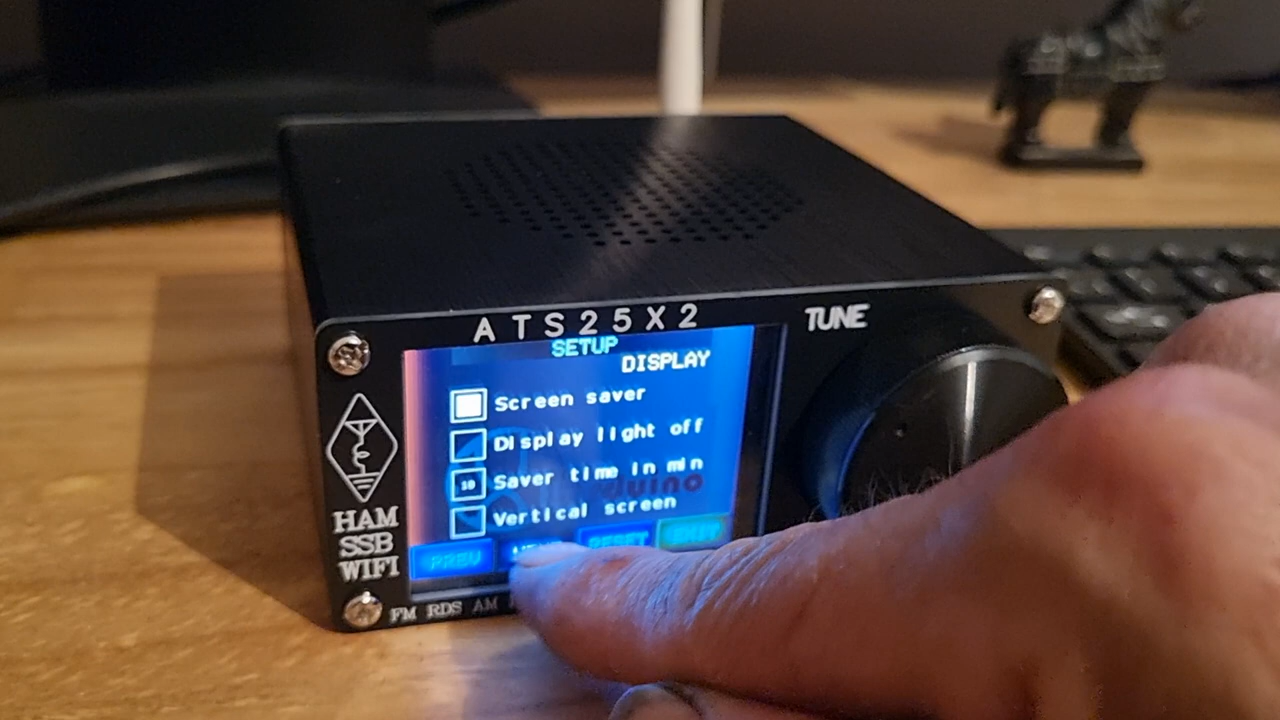 ATS25X2
TUNE
SETUP
DISPLAY
Screen saver
Display light off
10 Saver time in min
Vertical screen
PREV RESET
HAM
SSB
WIFI
FM RDS AM